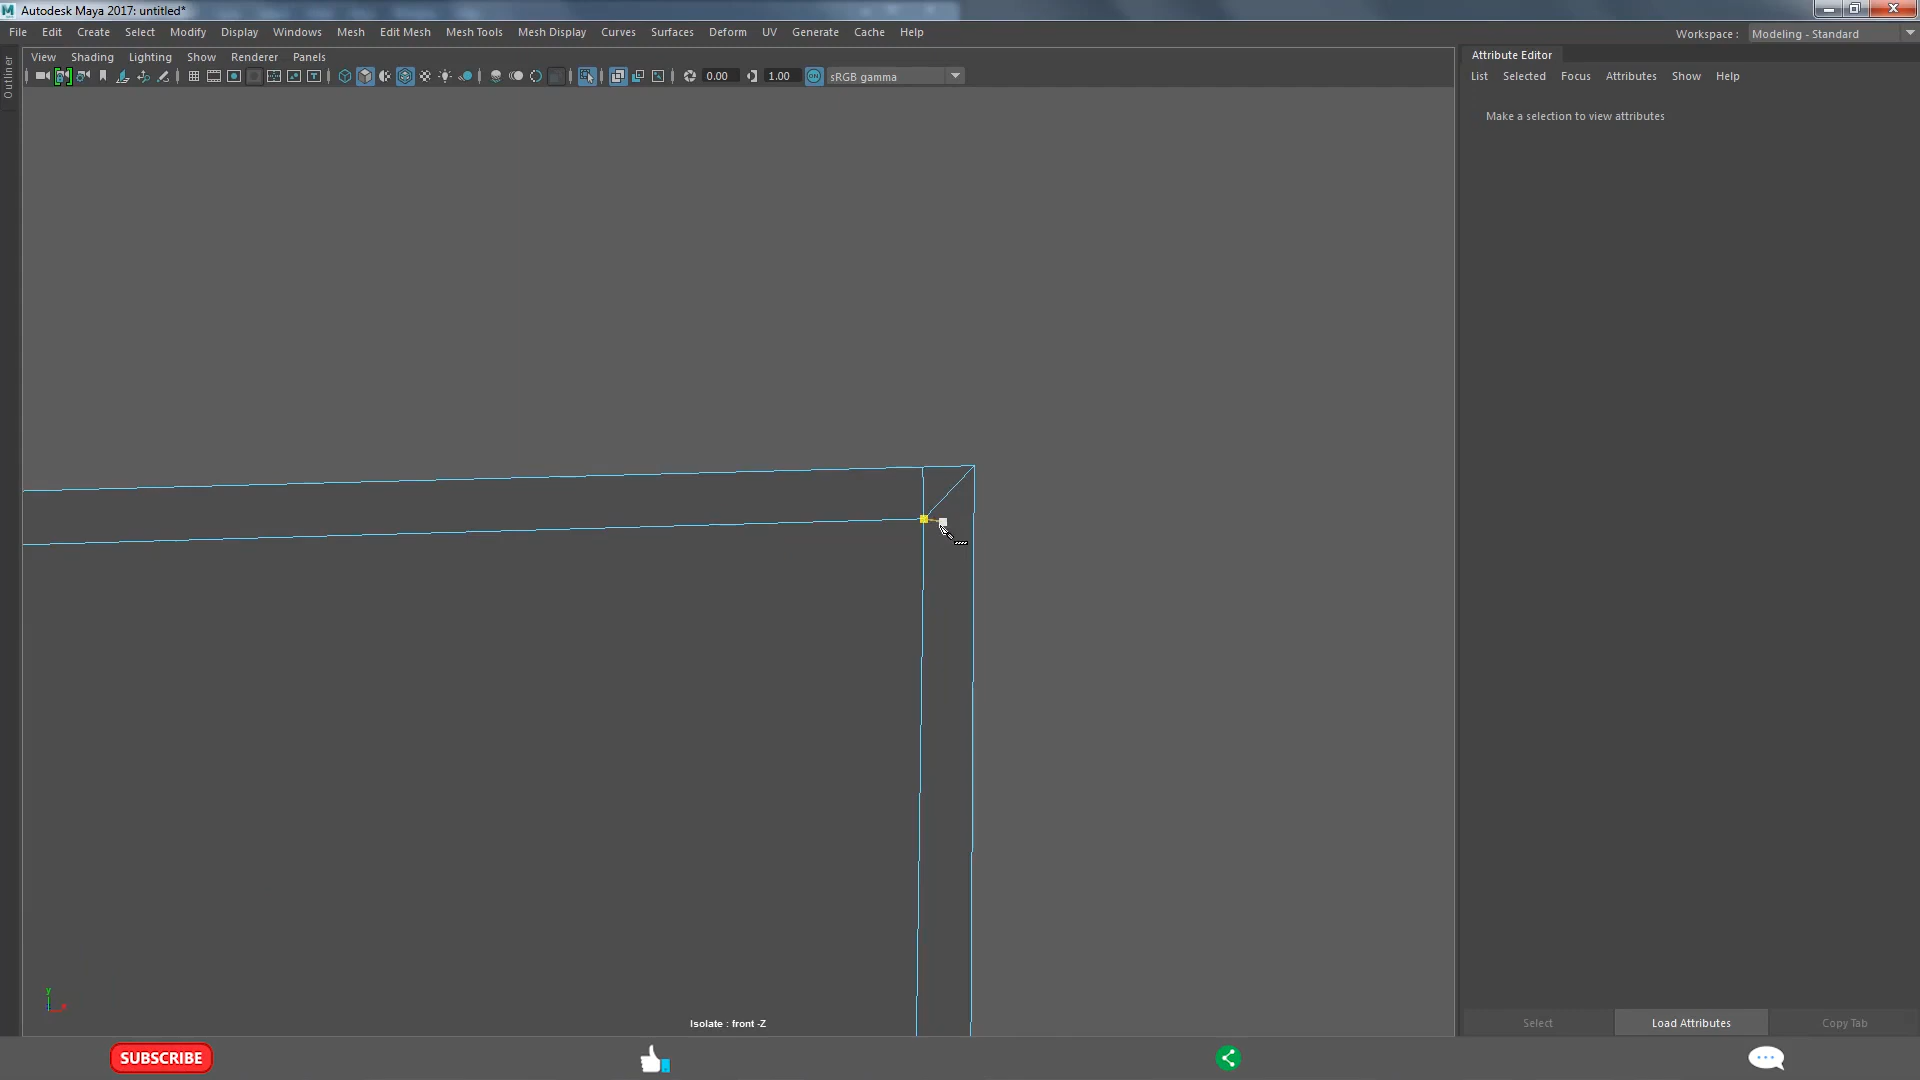 Autodesk Maya 2017: untitled*
File Edit Create Select Modify Display Windows Mesh Edit Mesh Mesh Tools Mesh Display Curves Surfaces Deform UV Generate Cache Help
Workspace : Modeling - Standard
View Shading Lighting Show Renderer Panels
0.00 1.00 ON sRGB gamma
Outliner
Attribute Editor
List Selected Focus Attributes Show Help
Make a selection to view attributes
y
Isolate : front -Z
Select Load Attributes Copy Tab
SUBSCRIBE